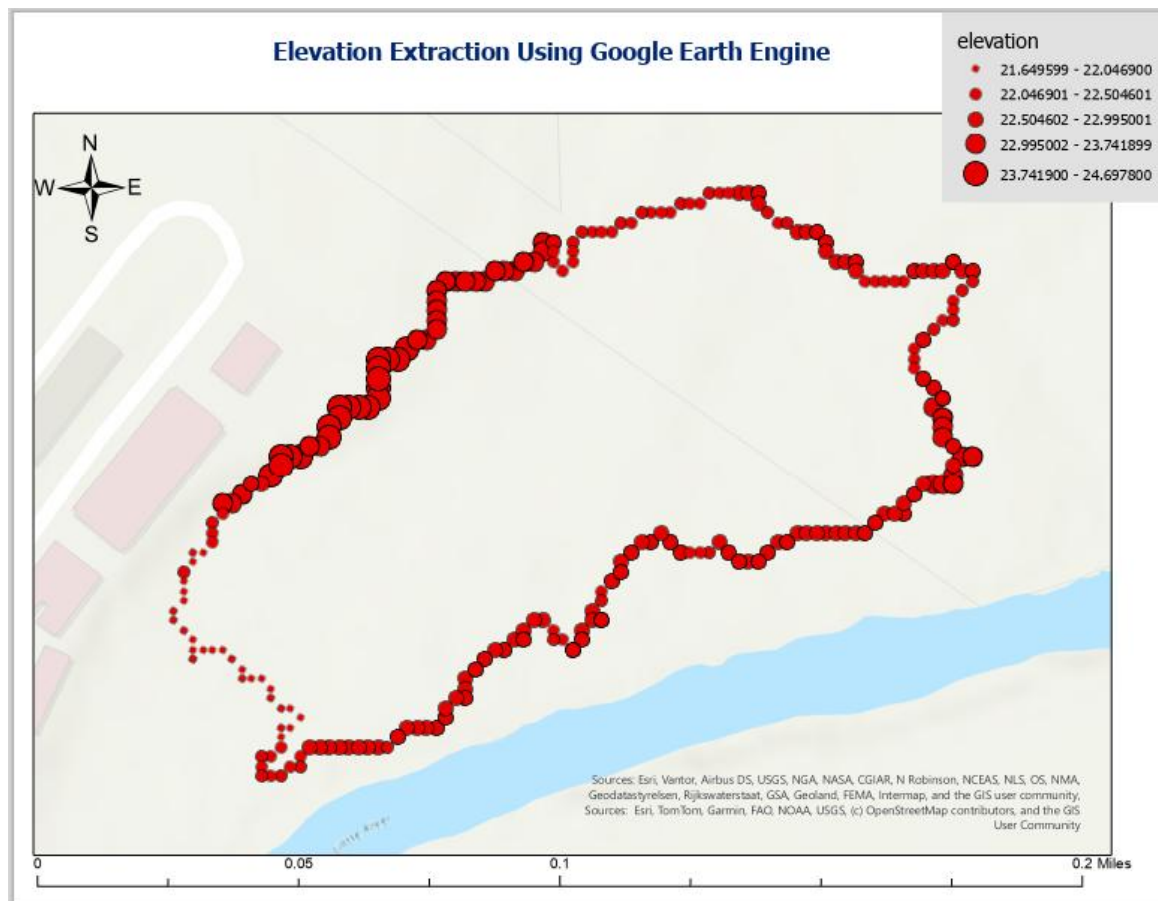 Elevation Extraction Using Google Earth Engine
elevation
21.649599 - 22.046900
22.046901 - 22.504601
22.504602 - 22.995001
22.995002 - 23.741899
23.741900 - 24.697800
N
W E
S
Sources: Esri, Vantor, Airbus DS, USGS, NGA, NASA, CGIAR, N Robinson, NCEAS, NLS, OS, NMA,
Geodatastyrelsen, Rijkswaterstaat, GSA, Geoland, FEMA, Intermap, and the GIS user community,
Sources: Esri, TomTom, Garmin, FAO, NOAA, USGS, (c) OpenStreetMap contributors, and the GIS
User Community
River
0 0.05 0.1 0.2 Miles